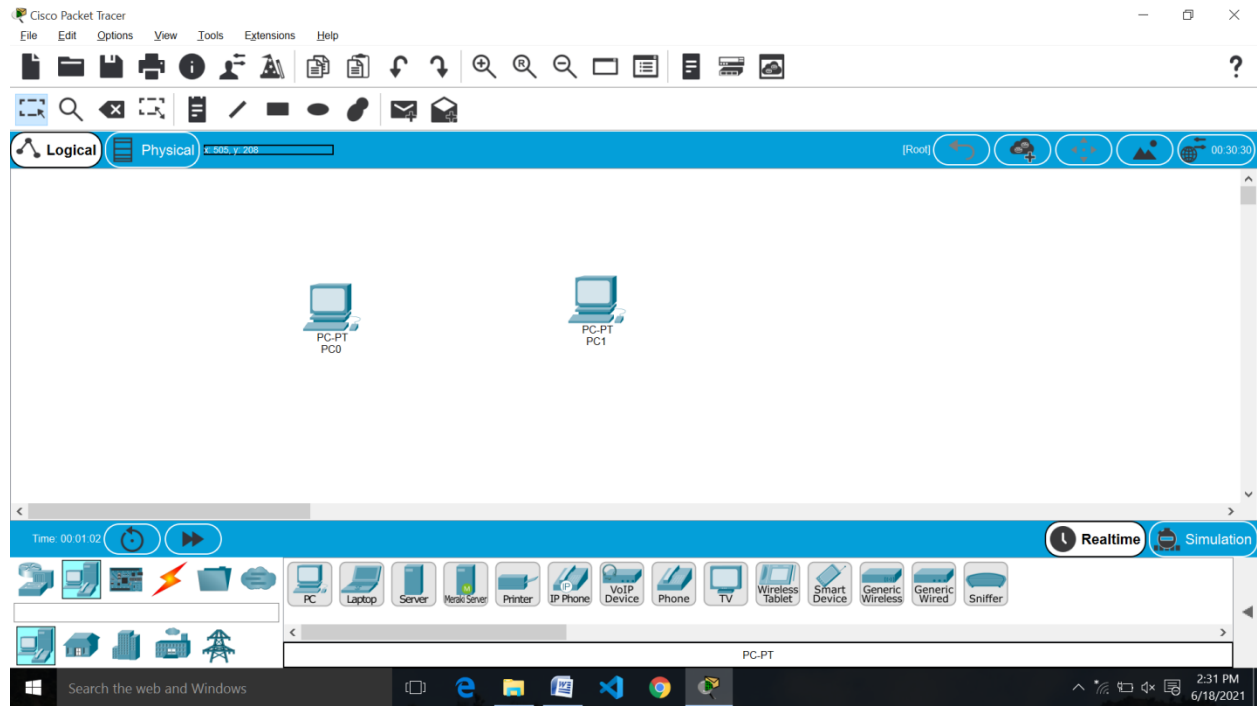 Cisco Packet Tracer
File Edit Options View Tools Extensions Help
Logical Physical x: 505, y: 208 [Root] 00:30:30
PC-PT
PC0
PC-PT
PC1
Time: 00:01:02 Realtime Simulation
PC Laptop Server Meraki Server Printer IP Phone VoIP Device Phone TV Wireless Tablet Smart Device Generic Wireless Generic Wired Sniffer
PC-PT
Search the web and Windows
2:31 PM
6/18/2021